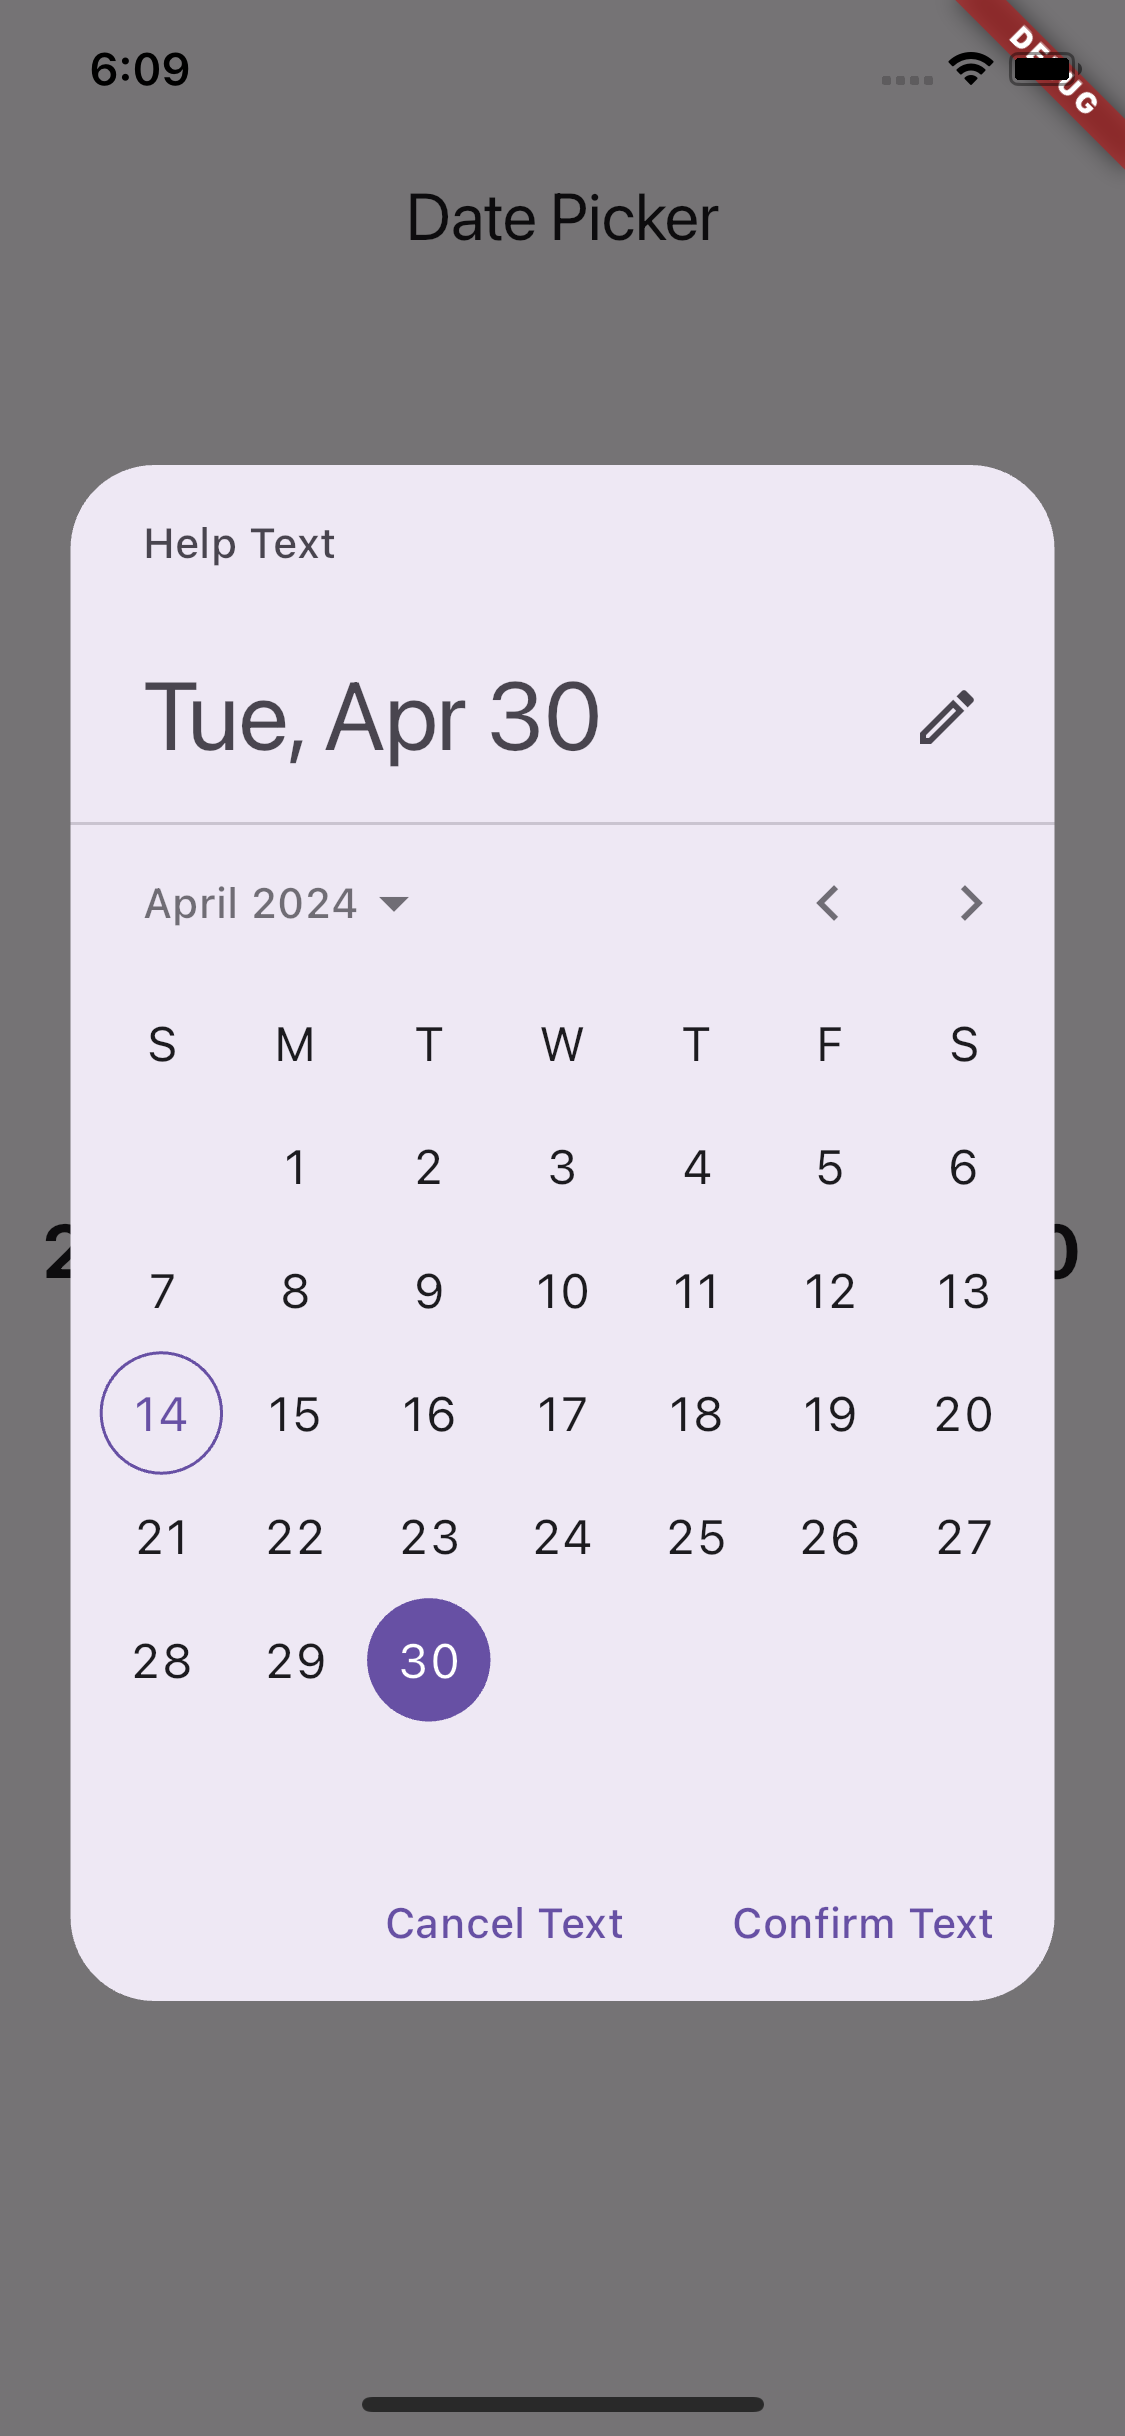 6:09
Date Picker
Help Text
Tue, Apr 30
April 2024
S M T W T F S
1 2 3 4 5 6
7 8 9 10 11 12 13
14 15 16 17 18 19 20
21 22 23 24 25 26 27
28 29 30
Cancel Text Confirm Text